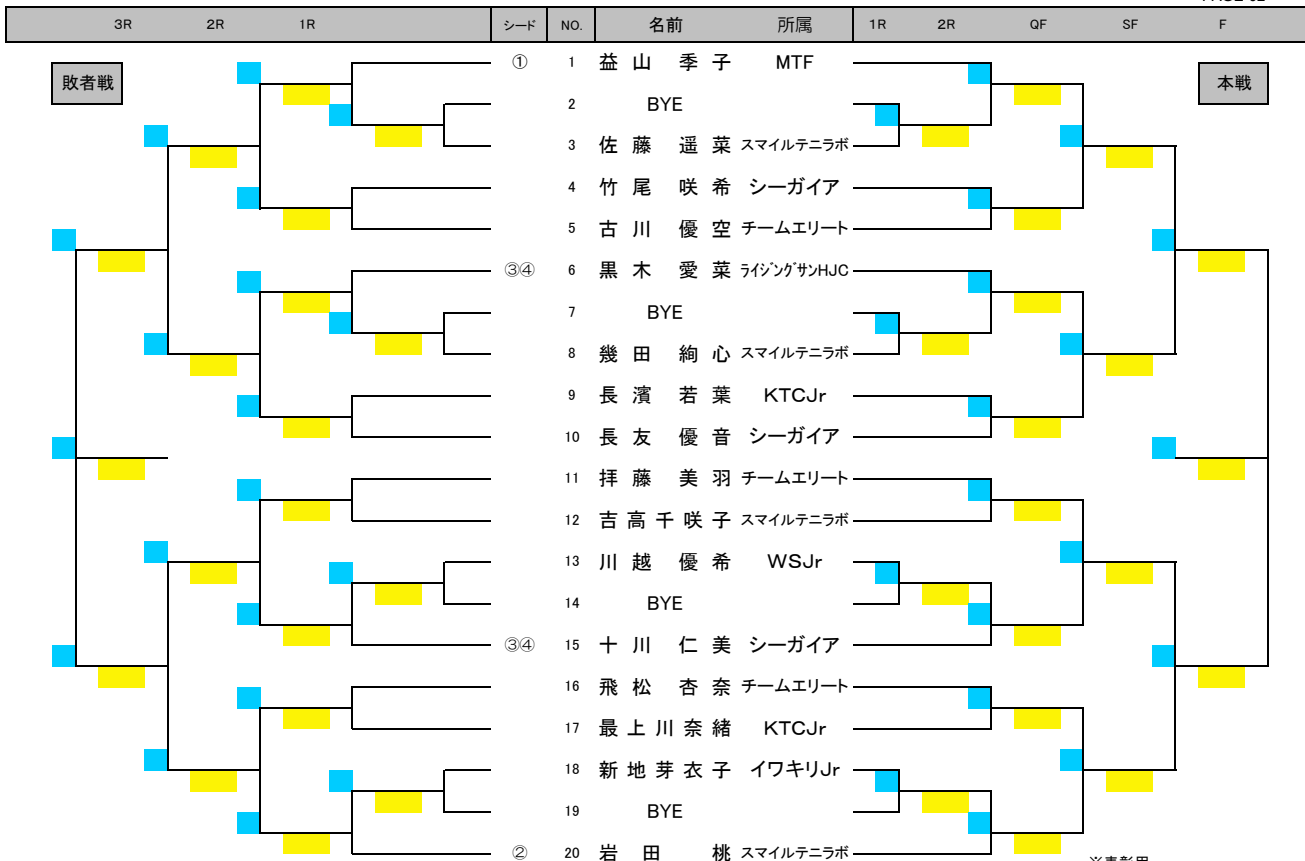 3R 2R 1R シード NO. 名前 所属 1R 2R QF SF F
敗者戦
本戦
① 1 益山 季子 MTF
2 BYE
3 佐藤 遥菜 スマイルテニラボ
4 竹尾 咲希 シーガイア
5 古川 優空 チームエリート
③④ 6 黒木 愛菜 ﾗｲｼﾞﾝｸﾞｻﾝHJC
7 BYE
8 幾田 絢心 スマイルテニラボ
9 長濱 若葉 KTCJr
10 長友 優音 シーガイア
11 拝藤 美羽 チームエリート
12 吉高千咲子 スマイルテニラボ
13 川越 優希 WSJr
14 BYE
③④ 15 十川 仁美 シーガイア
16 飛松 杏奈 チームエリート
17 最上川奈緒 KTCJr
18 新地芽衣子 イワキリJr
19 BYE
② 20 岩田 桃 スマイルテニラボ